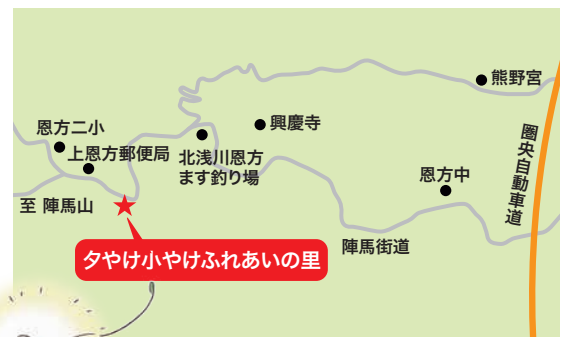 熊野宮
恩方二小
上恩方郵便局
北浅川恩方
ます釣り場
興慶寺
圏央自動車道
恩方中
至 陣馬山
陣馬街道
夕やけ小やけふれあいの里